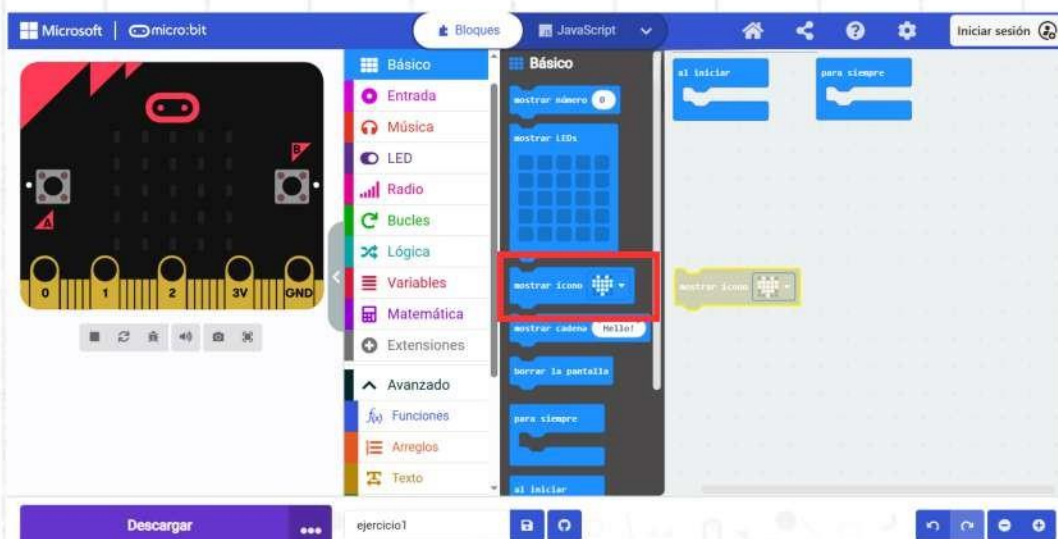 Microsoft | micro:bit
Bloques
JavaScript
Iniciar sesión
A
B
0 1 2 3V GND
Básico
Entrada
Música
LED
Radio
Bucles
Lógica
Variables
Matemática
Extensiones
Avanzado
f(x) Funciones
Arreglos
Texto
Básico
mostrar número 0
mostrar LEDs
mostrar ícono
mostrar cadena Hello!
borrar la pantalla
para siempre
al iniciar
al iniciar
para siempre
mostrar ícono
Descargar
ejercicio1